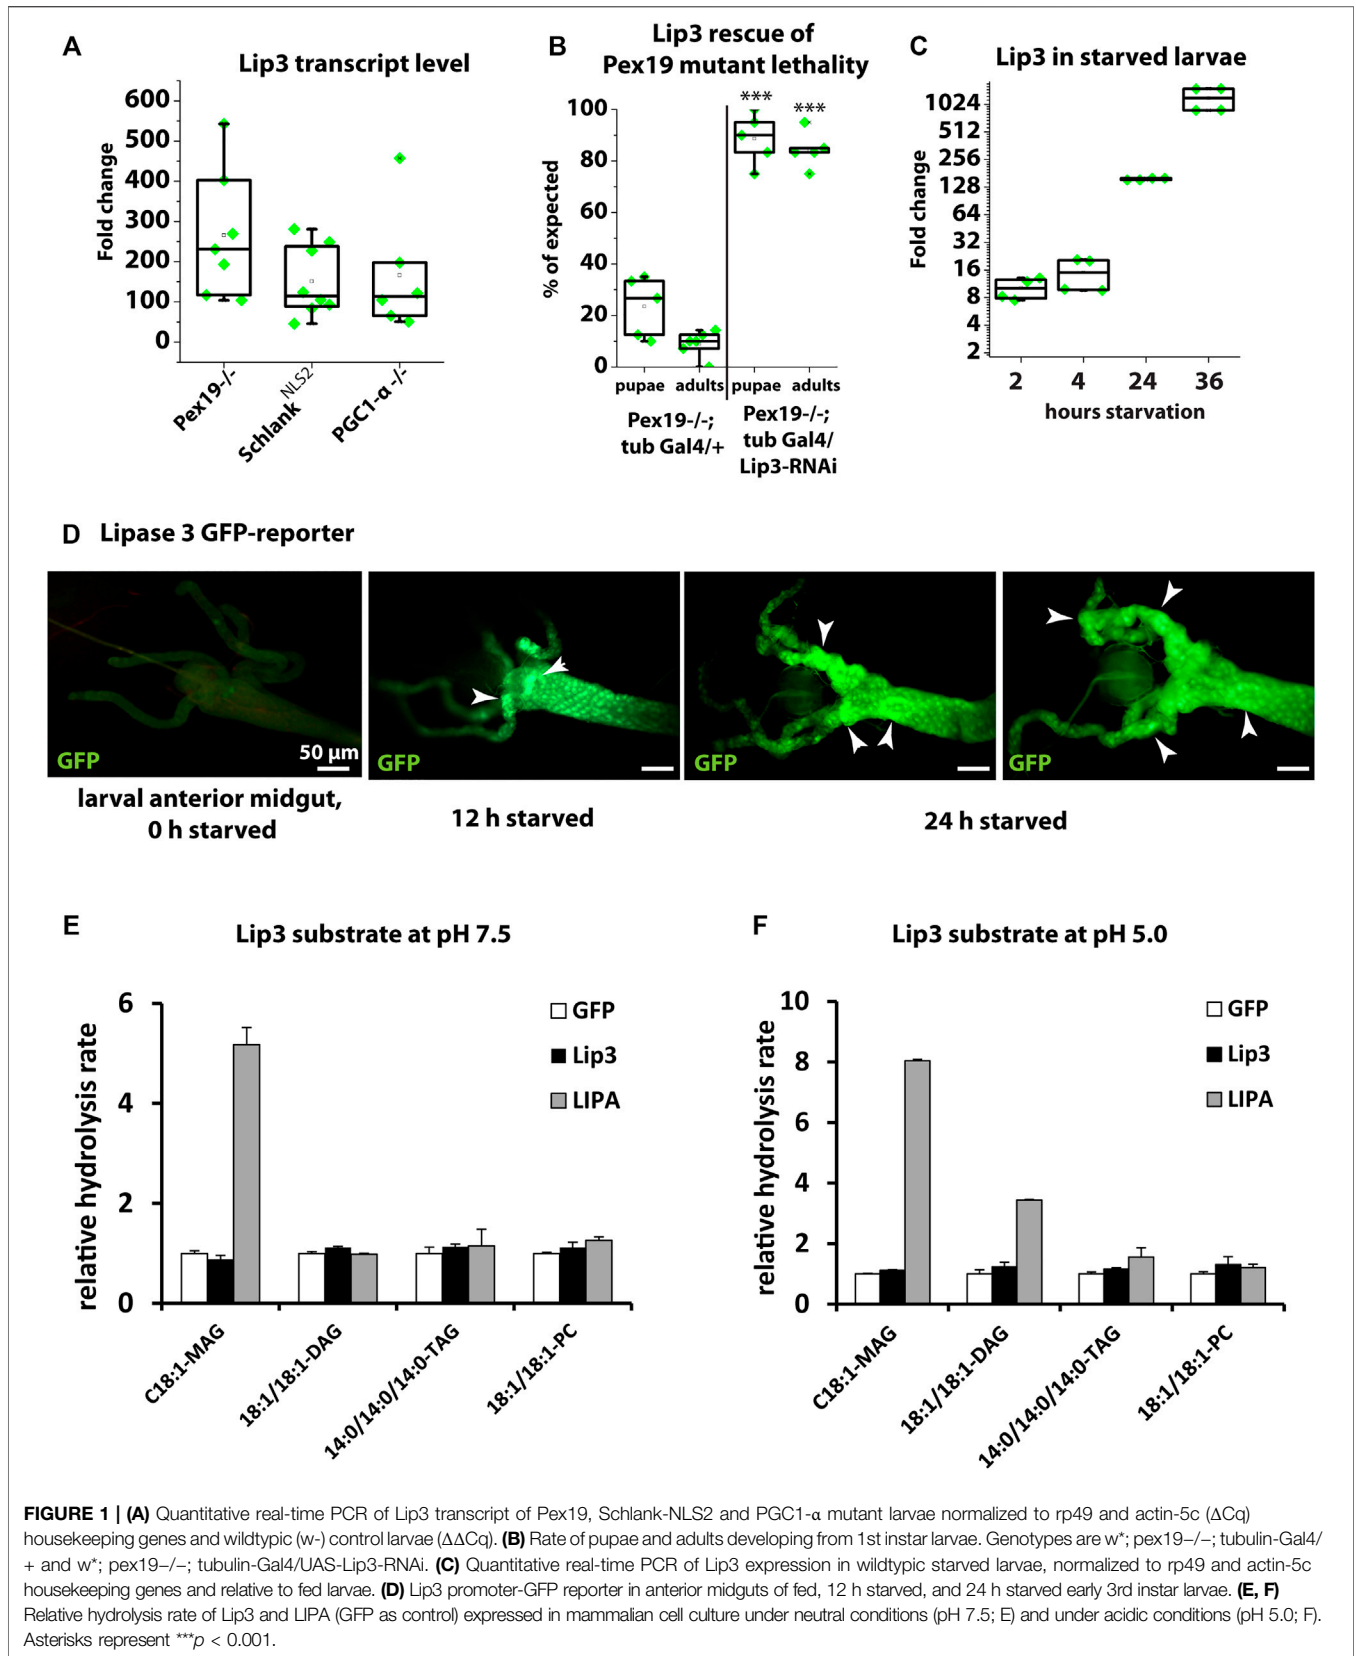 A
Lip3 transcript level
Fold change
600
500
400
300
200
100
0
Pex19-/-
Schlank NLS2
PGC1-α -/-
B
Lip3 rescue of
Pex19 mutant lethality
% of expected
100
80
60
40
20
0
***
***
pupae adults pupae adults
Pex19-/-;
tub Gal4/+
Pex19-/-;
tub Gal4/
Lip3-RNAi
C
Lip3 in starved larvae
Fold change
1024
512
256
128
64
32
16
8
4
2
2 4 24 36
hours starvation
D Lipase 3 GFP-reporter
GFP
50 µm
GFP
GFP
GFP
larval anterior midgut,
0 h starved
12 h starved
24 h starved
E
Lip3 substrate at pH 7.5
relative hydrolysis rate
6
4
2
0
GFP
Lip3
LIPA
C18:1-MAG
18:1/18:1-DAG
14:0/14:0/14:0-TAG
18:1/18:1-PC
F
Lip3 substrate at pH 5.0
relative hydrolysis rate
10
8
6
4
2
0
GFP
Lip3
LIPA
C18:1-MAG
18:1/18:1-DAG
14:0/14:0/14:0-TAG
18:1/18:1-PC
FIGURE 1 | (A) Quantitative real-time PCR of Lip3 transcript of Pex19, Schlank-NLS2 and PGC1-α mutant larvae normalized to rp49 and actin-5c (ΔCq)
housekeeping genes and wildtypic (w-) control larvae (ΔΔCq). (B) Rate of pupae and adults developing from 1st instar larvae. Genotypes are w*; pex19−/−; tubulin-Gal4/
+ and w*; pex19−/−; tubulin-Gal4/UAS-Lip3-RNAi. (C) Quantitative real-time PCR of Lip3 expression in wildtypic starved larvae, normalized to rp49 and actin-5c
housekeeping genes and relative to fed larvae. (D) Lip3 promoter-GFP reporter in anterior midguts of fed, 12 h starved, and 24 h starved early 3rd instar larvae. (E, F)
Relative hydrolysis rate of Lip3 and LIPA (GFP as control) expressed in mammalian cell culture under neutral conditions (pH 7.5; E) and under acidic conditions (pH 5.0; F).
Asterisks represent ***p < 0.001.